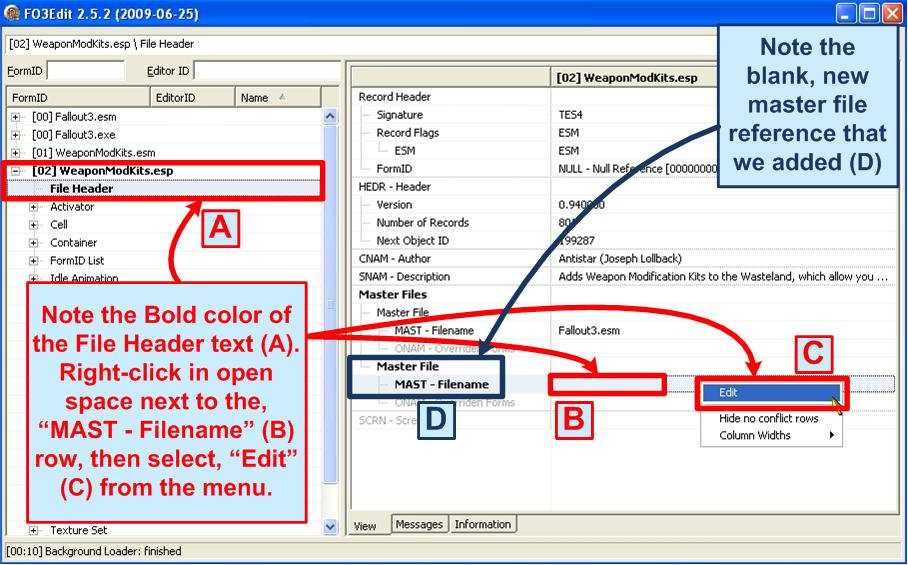 FO3Edit 2.5.2 (2009-06-25)
[02] WeaponModKits.esp \ File Header
FormID
Editor ID
FormID EditorID Name
[00] Fallout3.esm
[00] Fallout3.exe
[01] WeaponModKits.esm
[02] WeaponModKits.esp
File Header
Activator
Cell
Container
FormID List
Idle Animation
Texture Set
A
Note the Bold color of
the File Header text (A).
Right-click in open
space next to the,
“MAST - Filename” (B)
row, then select, “Edit”
(C) from the menu.
[02] WeaponModKits.esp
Record Header
Signature TES4
Record Flags ESM
ESM ESM
FormID NULL - Null Reference [00000000
HEDR - Header
Version 0.940000
Number of Records
Next Object ID 199287
CNAM - Author Antistar (Joseph Lollback)
SNAM - Description Adds Weapon Modification Kits to the Wasteland, which allow you ...
Master Files
Master File
MAST - Filename Fallout3.esm
ONAM - Overriden Forms
Master File
MAST - Filename
Overriden Forms
SCRN -
Note the
blank, new
master file
reference that
we added (D)
D
B
C
Edit
Hide no conflict rows
Column Widths
View Messages Information
[00:10] Background Loader: finished